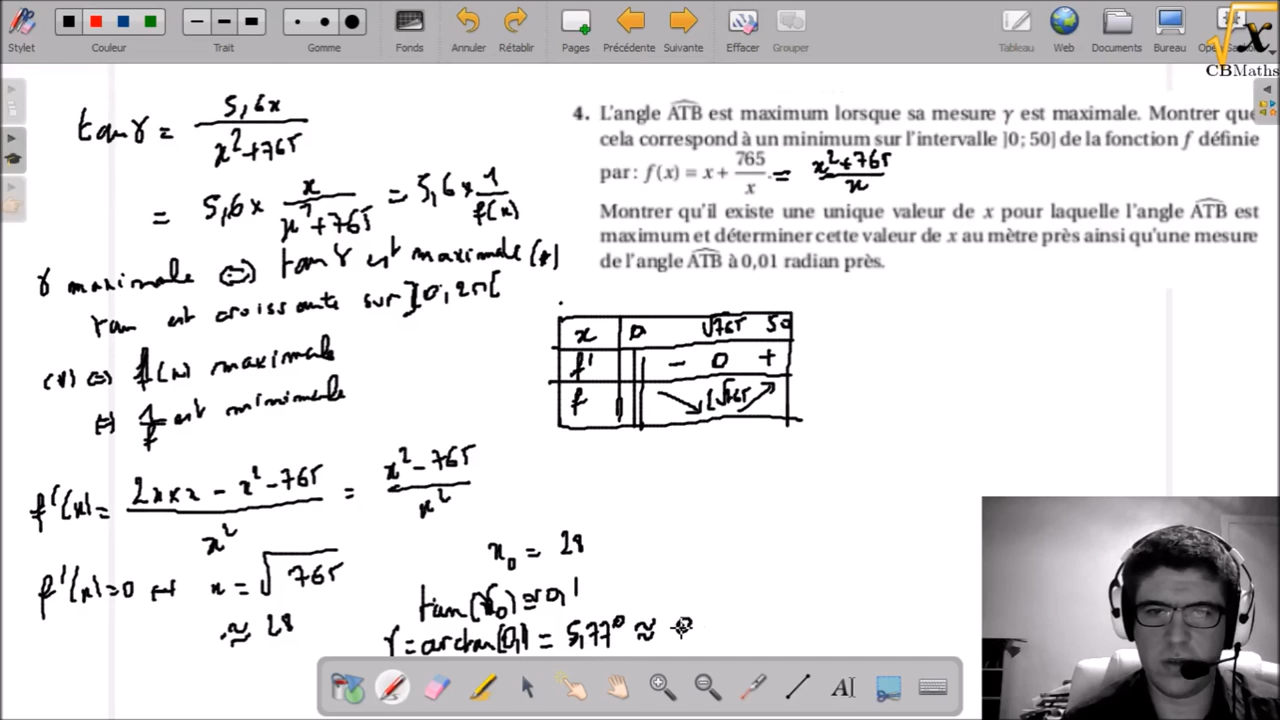 Stylet Couleur Trait Gomme Fonds Annuler Rétablir Pages Précédente Suivante Effacer Grouper Tableau Web Documents Bureau
CBMaths
4. L'angle ATB est maximum lorsque sa mesure γ est maximale. Montrer que
cela correspond à un minimum sur l'intervalle ]0; 50] de la fonction f définie
par : f(x) = x + 765/x. = x²+765/x
Montrer qu'il existe une unique valeur de x pour laquelle l'angle ATB est
maximum et déterminer cette valeur de x au mètre près ainsi qu'une mesure
de l'angle ATB à 0,01 radian près.
tan γ = 5,6x/x²+765
= 5,6 × x/x²+765 = 5,6 × 1/f(x)
γ maximale ⇔ tan γ est maximale (*)
tan est croissante sur ]0, 2π[
(*) ⇔ f(x) maximale
⇔ 1/f est minimale
f'(x) = 2x×x - x²-765/x² = x²-765/x²
f'(x)=0 ⇔ x = √765
≈ 28
x 0 √765 50
f' - 0 +
f 2√765
x₀ = 28
tan(γ₀) ≈ 0,1
γ = arctan(0,1) = 5,77° ≈
AI